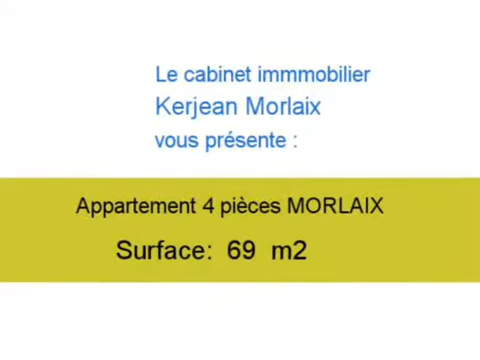 Le cabinet immmobilier
Kerjean Morlaix
vous présente :
Appartement 4 pièces MORLAIX
Surface: 69 m2